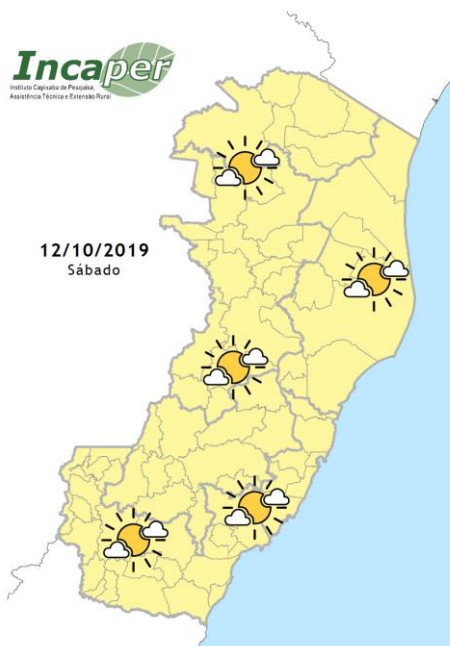 Incaper
Instituto Capixaba de Pesquisa,
Assistência Técnica e Extensão Rural
12/10/2019
Sábado